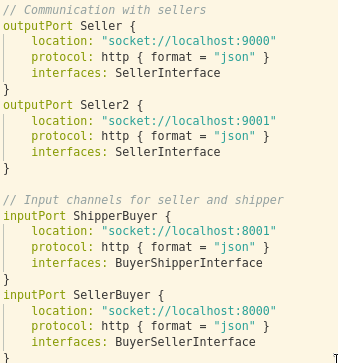 // Communication with sellers
outputPort Seller {
    location: "socket://localhost:9000"
    protocol: http { format = "json" }
    interfaces: SellerInterface
}
outputPort Seller2 {
    location: "socket://localhost:9001"
    protocol: http { format = "json" }
    interfaces: SellerInterface
}

// Input channels for seller and shipper
inputPort ShipperBuyer {
    location: "socket://localhost:8001"
    protocol: http { format = "json" }
    interfaces: BuyerShipperInterface
}
inputPort SellerBuyer {
    location: "socket://localhost:8000"
    protocol: http { format = "json" }
    interfaces: BuyerSellerInterface
}